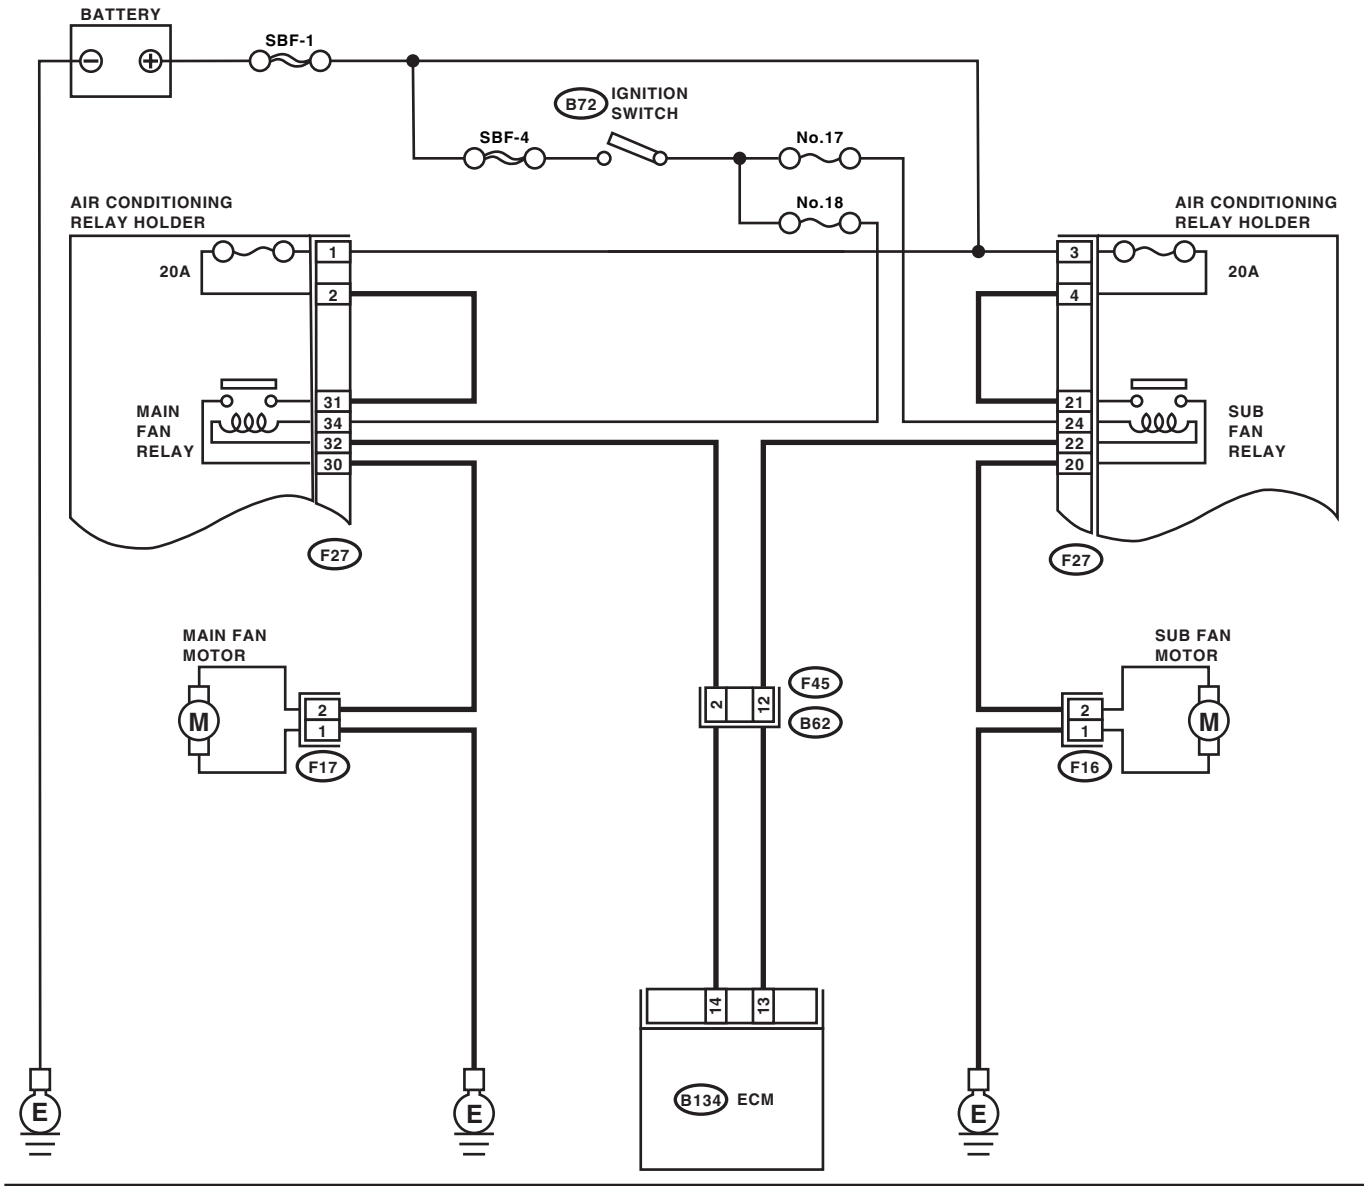 BATTERY
− +
SBF-1
B72
IGNITION
SWITCH
SBF-4
No.17
No.18
AIR CONDITIONING
RELAY HOLDER
20A
1
2
MAIN
FAN
RELAY
31
34
32
30
F27
AIR CONDITIONING
RELAY HOLDER
3
4
20A
21
24
22
20
SUB
FAN
RELAY
F27
MAIN FAN
MOTOR
M
2
1
F17
2
12
F45
B62
SUB FAN
MOTOR
2
1
M
F16
14
13
B134
ECM
E
E
E